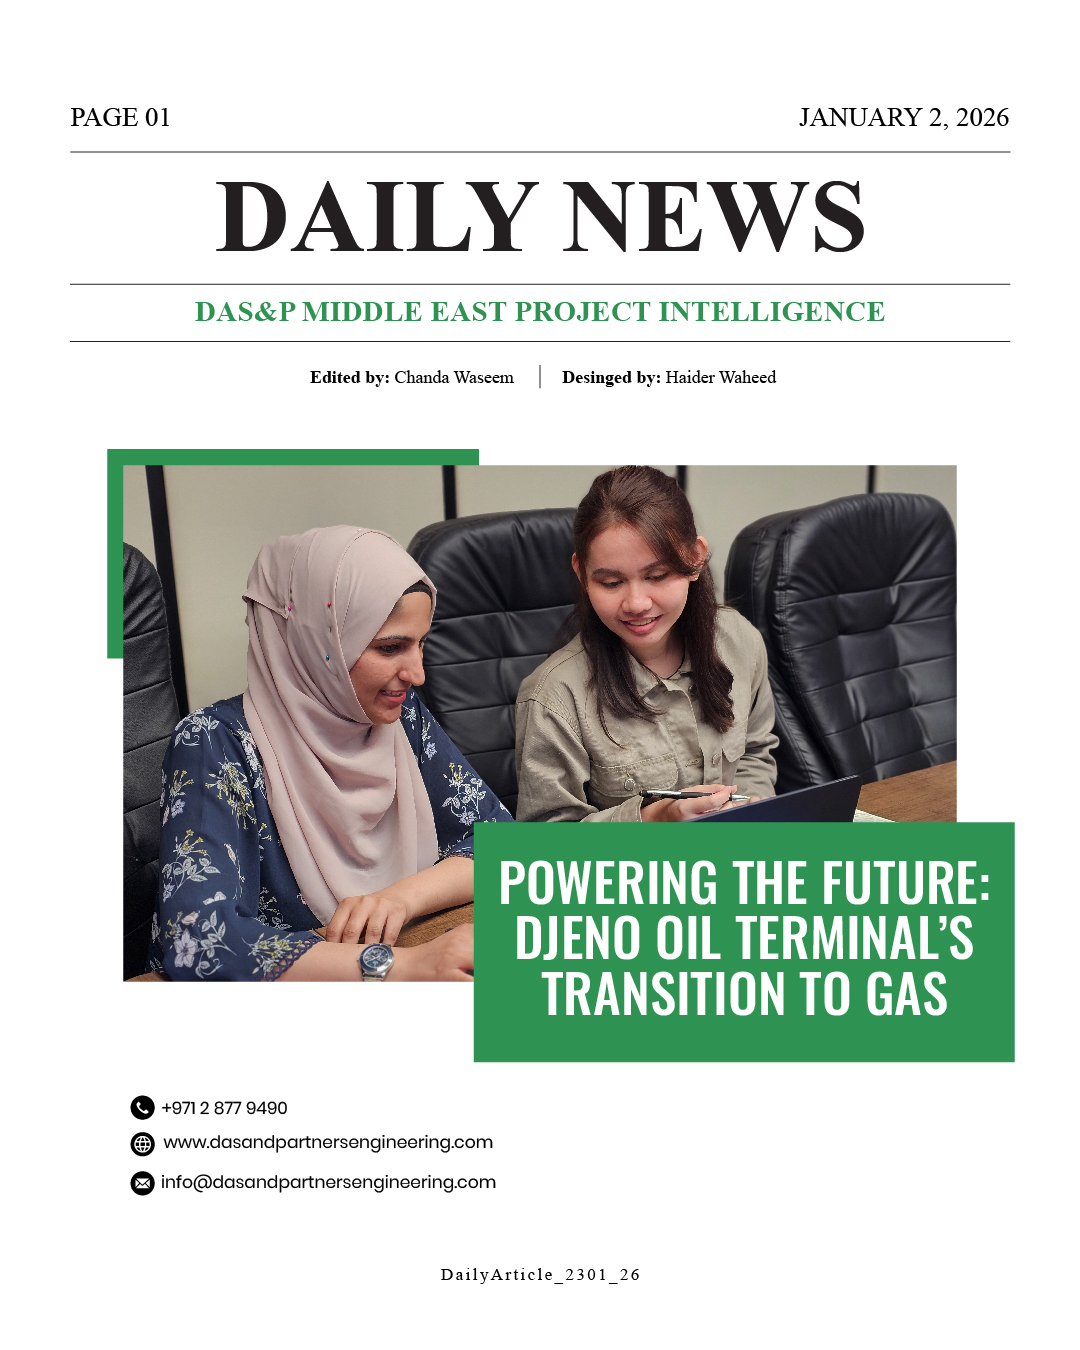 PAGE 01
JANUARY 2, 2026
DAILY NEWS
DAS&P MIDDLE EAST PROJECT INTELLIGENCE
Edited by: Chanda Waseem
Desinged by: Haider Waheed
POWERING THE FUTURE:
DJENO OIL TERMINAL’S
TRANSITION TO GAS
+971 2 877 9490
www.dasandpartnersengineering.com
info@dasandpartnersengineering.com
DailyArticle_2301_26